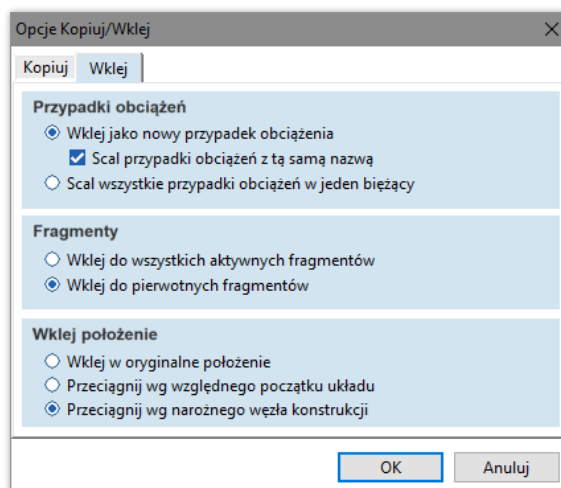 Opcje Kopiuj/Wklej
Kopiuj Wklej
Przypadki obciążeń
Wklej jako nowy przypadek obciążenia
Scal przypadki obciążeń z tą samą nazwą
Scal wszystkie przypadki obciążeń w jeden bieżący
Fragmenty
Wklej do wszystkich aktywnych fragmentów
Wklej do pierwotnych fragmentów
Wklej położenie
Wklej w oryginalne położenie
Przeciągnij wg względnego początku układu
Przeciągnij wg narożnego węzła konstrukcji
OK Anuluj